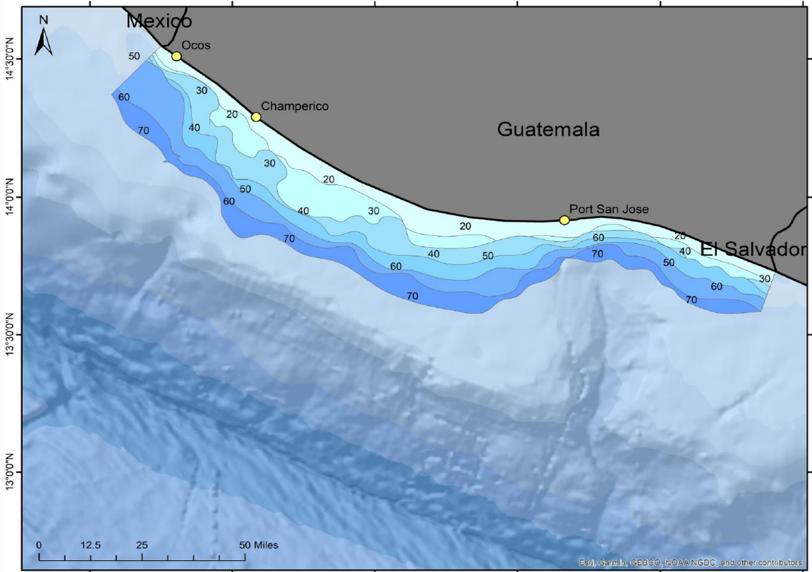 Mexico
N
Ocos
14°30'0"N
50
60
30
Champerico
20
70
40
Guatemala
30
20
50
14°0'0"N
60
40
30
Port San Jose
20
70
60
20
40
50
70
El Salvador
60
50
30
60
70
70
13°30'0"N
13°0'0"N
0 12.5 25 50 Miles
Esri, Garmin, GEBCO, NOAA NGDC, and other contributors